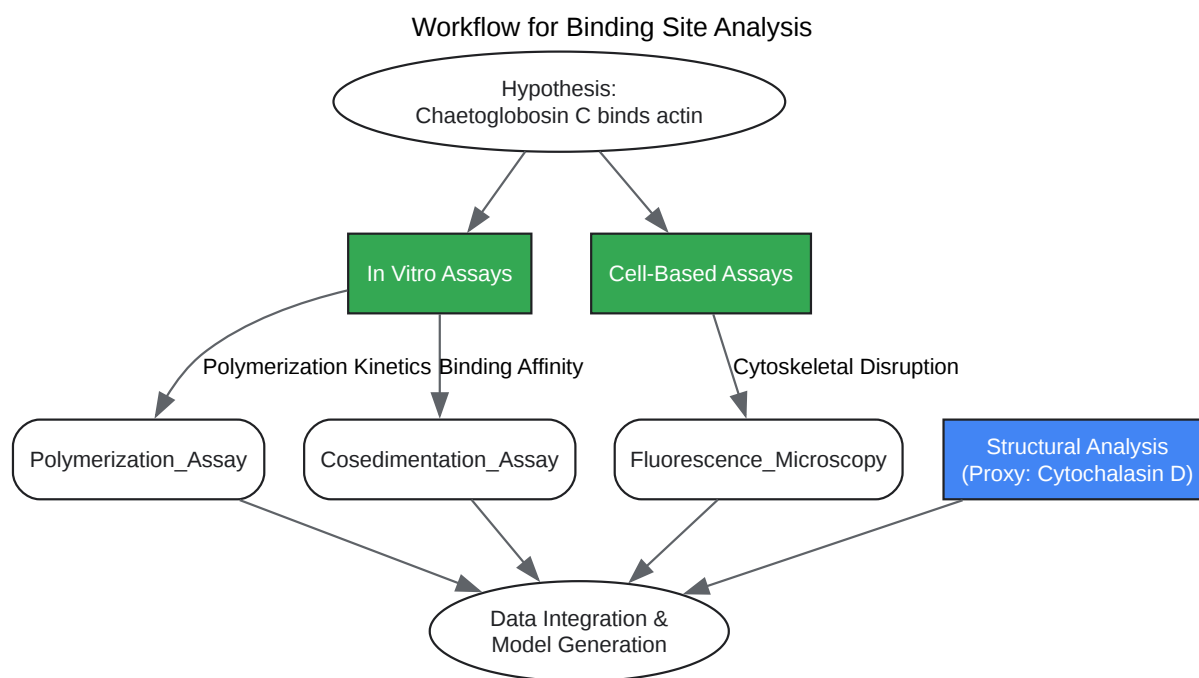 Workflow for Binding Site Analysis
Hypothesis:
Chaetoglobosin C binds actin
In Vitro Assays
Cell-Based Assays
Polymerization Kinetics
Binding Affinity
Cytoskeletal Disruption
Polymerization_Assay
Cosedimentation_Assay
Fluorescence_Microscopy
Structural Analysis
(Proxy: Cytochalasin D)
Data Integration &
Model Generation